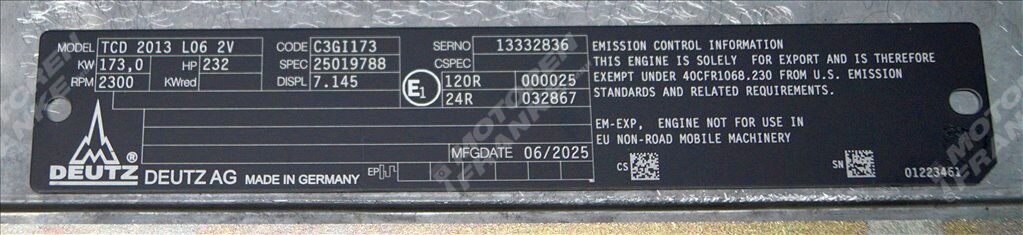 MODEL TCD 2013 L06 2V CODE C3GI173 SERNO 13332836
KW 173,0 HP 232 SPEC 25019788 CSPEC
RPM 2300 KWred DISPL 7.145 E1 120R 000025
24R 032867
EMISSION CONTROL INFORMATION
THIS ENGINE IS SOLELY FOR EXPORT AND IS THEREFORE
EXEMPT UNDER 40CFR1068.230 FROM U.S. EMISSION
STANDARDS AND RELATED REQUIREMENTS.
EM-EXP, ENGINE NOT FOR USE IN
EU NON-ROAD MOBILE MACHINERY
MFGDATE 06/2025
DEUTZ DEUTZ AG MADE IN GERMANY EP
CS SN 01223461
MOTOREN
FRANKE